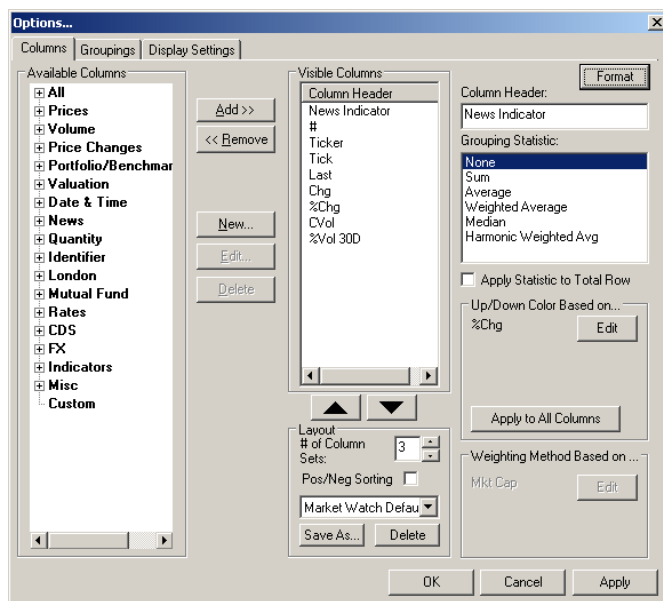 Options...
Columns
Groupings
Display Settings
Available Columns
All
Prices
Volume
Price Changes
Portfolio/Benchmar
Valuation
Date & Time
News
Quantity
Identifier
London
Mutual Fund
Rates
CDS
FX
Indicators
Misc
Custom
Add >>
<< Remove
New...
Edit...
Delete
Visible Columns
Column Header
News Indicator
#
Ticker
Tick
Last
Chg
%Chg
CVol
%Vol 30D
Layout
# of Column
Sets:
3
Pos/Neg Sorting
Market Watch Defau
Save As...
Delete
Format
Column Header:
News Indicator
Grouping Statistic:
None
Sum
Average
Weighted Average
Median
Harmonic Weighted Avg
Apply Statistic to Total Row
Up/Down Color Based on...
%Chg
Edit
Apply to All Columns
Weighting Method Based on ...
Mkt Cap
Edit
OK
Cancel
Apply